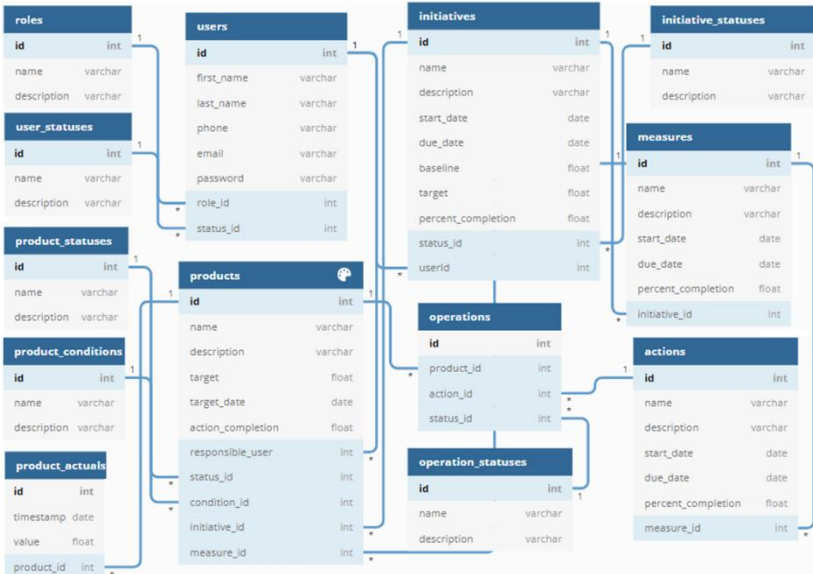 roles
id int
name varchar
description varchar
user_statuses
id int
name varchar
description varchar
product_statuses
id int
name varchar
description varchar
product_conditions
id int
name varchar
description varchar
product_actuals
id int
timestamp date
value float
product_id int
users
id int
first_name varchar
last_name varchar
phone varchar
email varchar
password varchar
role_id int
status_id int
products
id int
name varchar
description varchar
target float
target_date date
action_completion float
responsible_user int
status_id int
condition_id int
initiative_id int
measure_id int
initiatives
id int
name varchar
description varchar
start_date date
due_date date
baseline float
target float
percent_completion float
status_id int
userId int
operations
id int
product_id int
action_id int
status_id int
operation_statuses
id int
name varchar
description varchar
initiative_statuses
id int
name varchar
description varchar
measures
id int
name varchar
description varchar
start_date date
due_date date
percent_completion float
initiative_id int
actions
id int
name varchar
description varchar
start_date date
due_date date
percent_completion float
measure_id int